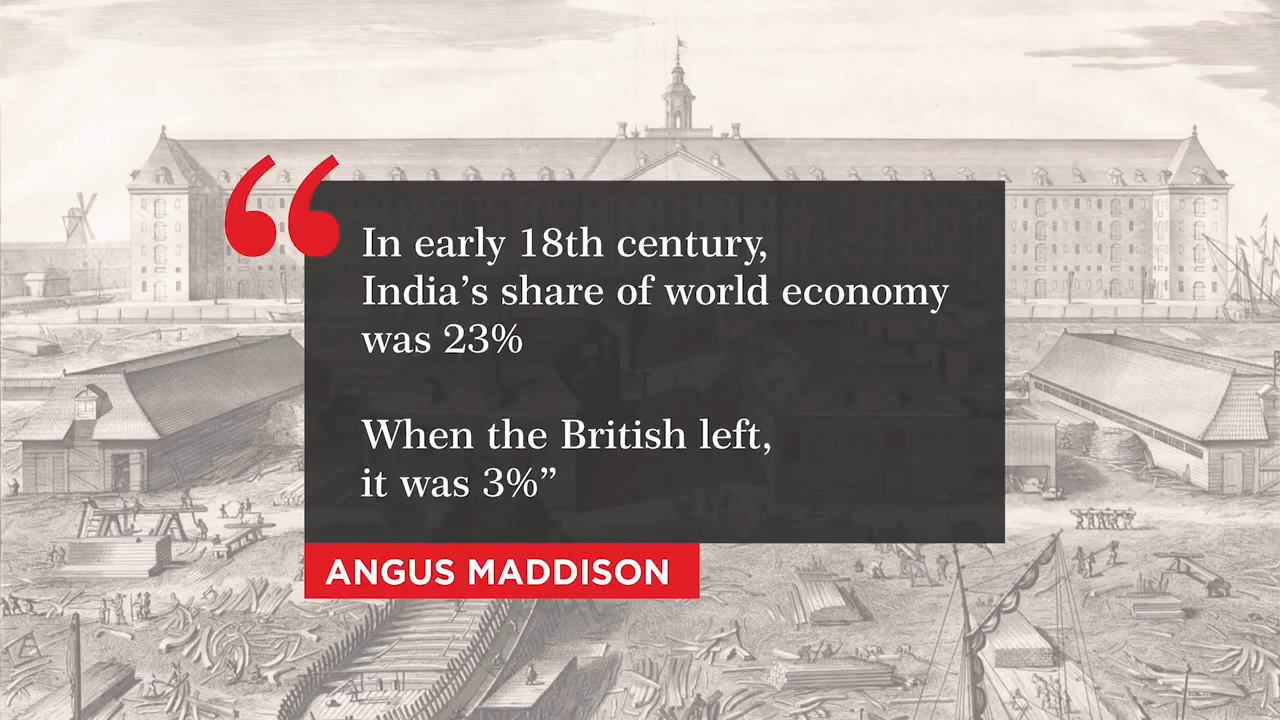 “
In early 18th century,
India’s share of world economy
was 23%
When the British left,
it was 3%”
ANGUS MADDISON